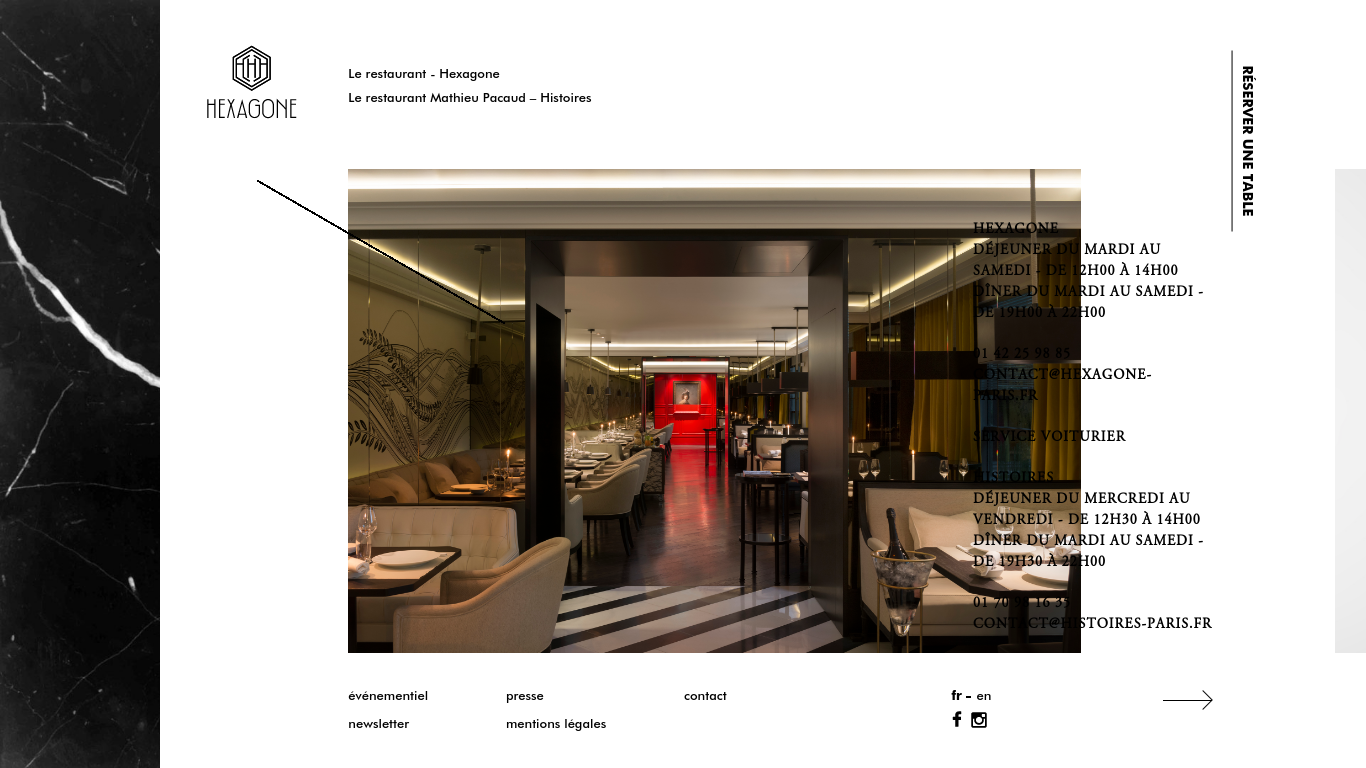 HEXAGONE
Le restaurant - Hexagone
Le restaurant Mathieu Pacaud – Histoires
RÉSERVER UNE TABLE
HEXAGONE
DÉJEUNER DU MARDI AU
SAMEDI - DE 12H00 À 14H00
DÎNER DU MARDI AU SAMEDI -
DE 19H00 À 22H00
01 42 25 98 85
CONTACT@HEXAGONE-
PARIS.FR
SERVICE VOITURIER
HISTOIRES
DÉJEUNER DU MERCREDI AU
VENDREDI - DE 12H30 À 14H00
DÎNER DU MARDI AU SAMEDI -
DE 19H30 À 22H00
01 70 16 35
CONTACT@HISTOIRES-PARIS.FR
événementiel
presse
contact
fr - en
newsletter
mentions légales